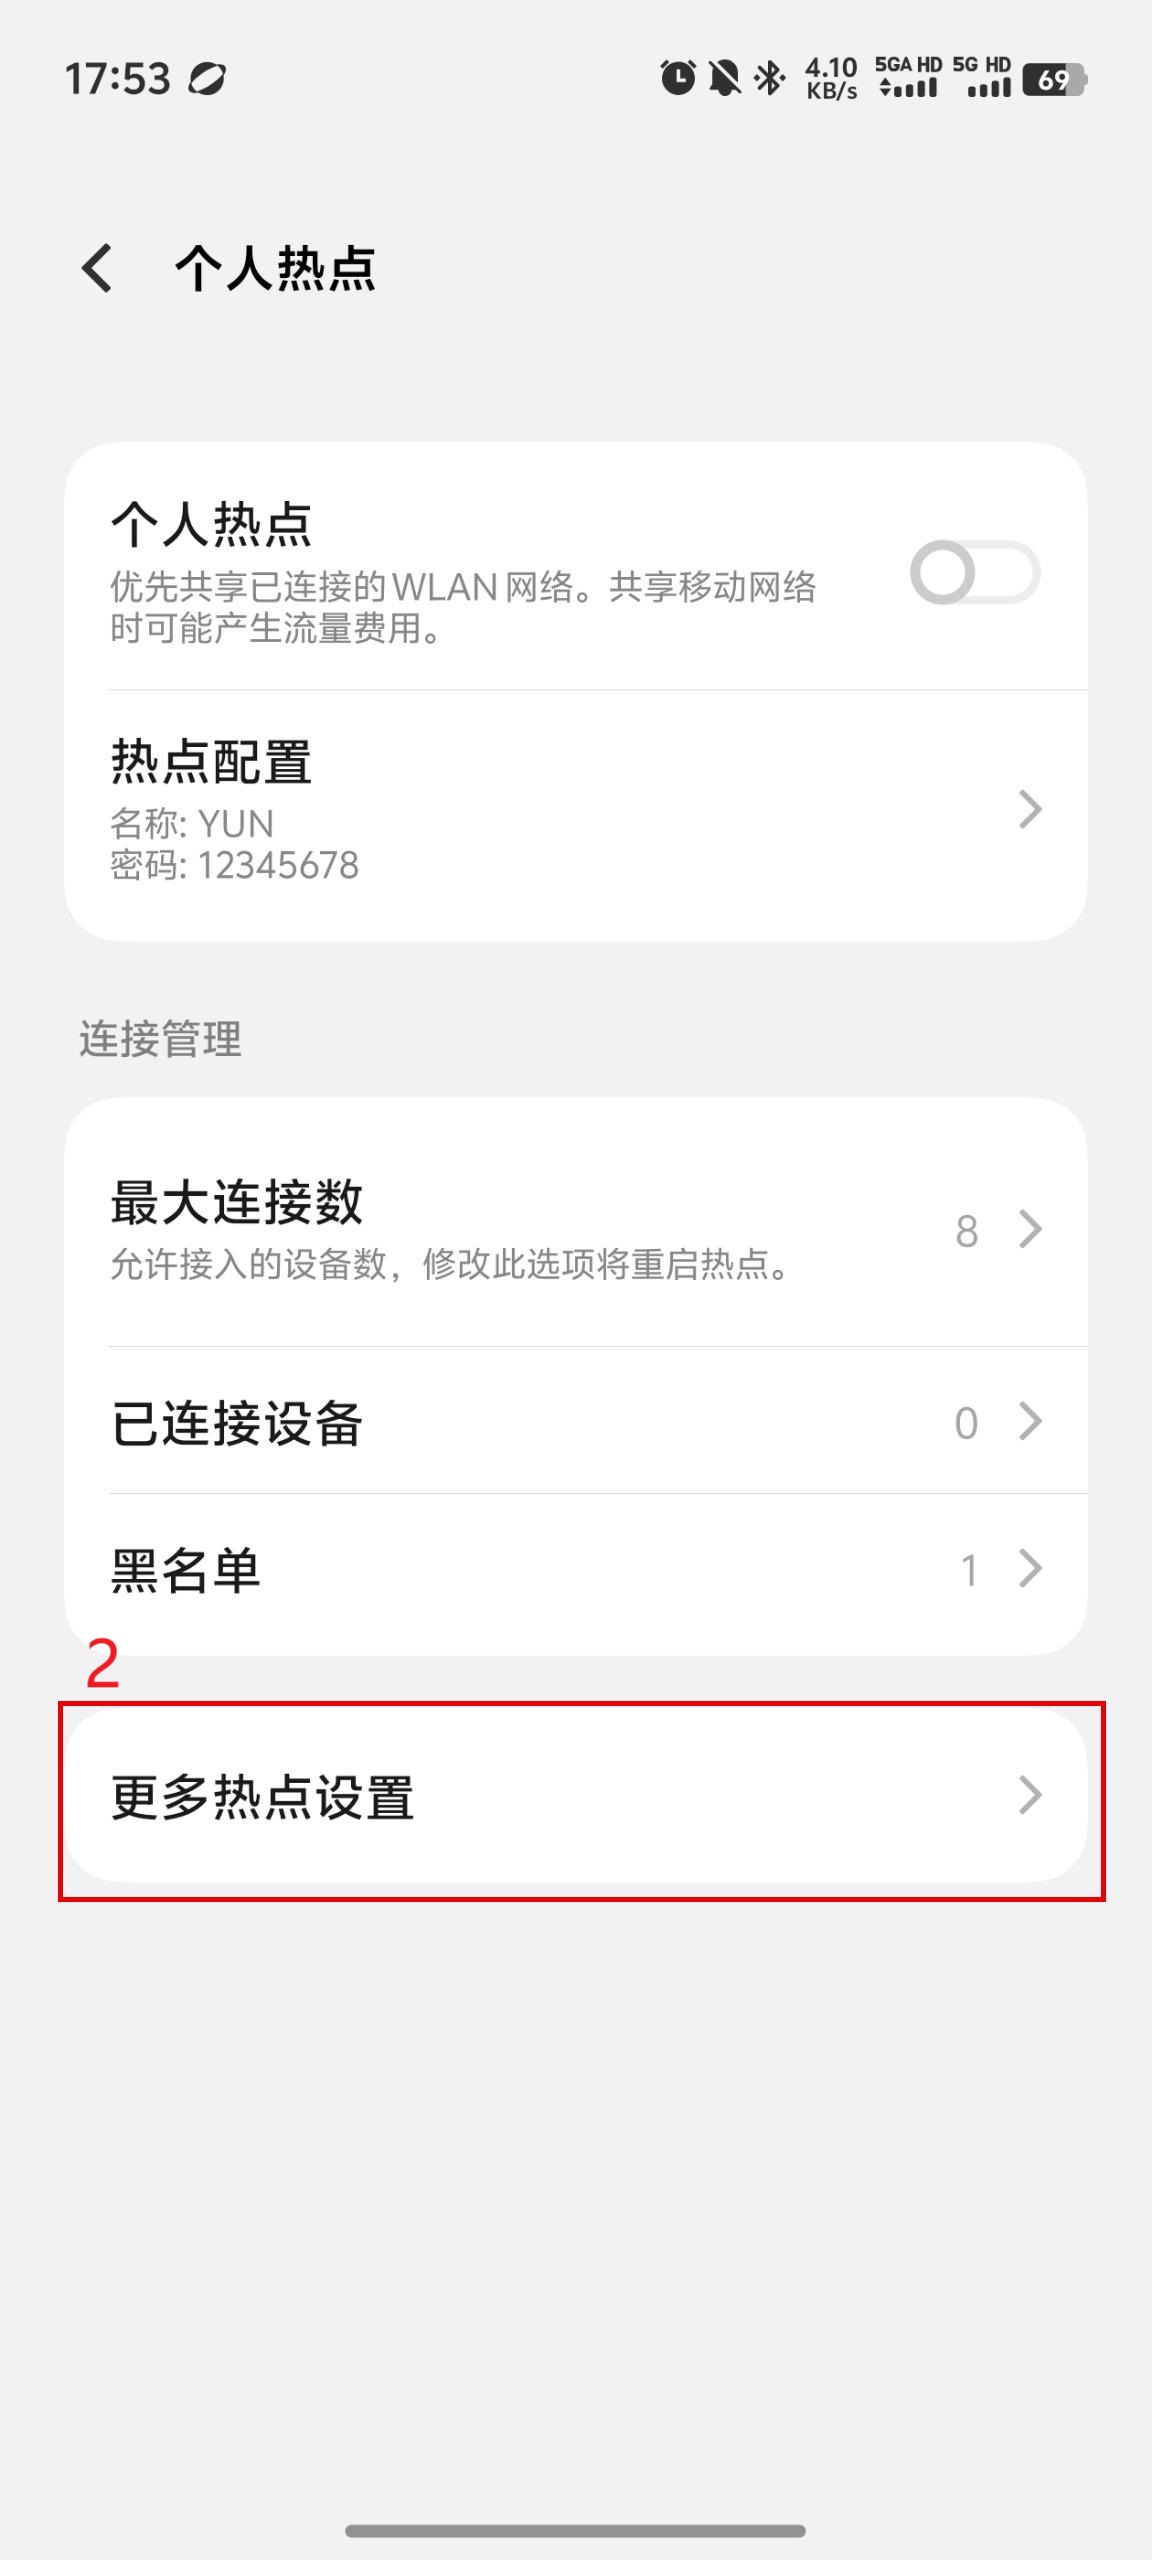 17:53 4.10 KB/s 5GA HD 5G HD 69
个人热点
个人热点
优先共享已连接的WLAN网络。共享移动网络
时可能产生流量费用。
热点配置
名称: YUN
密码: 12345678
连接管理
最大连接数
允许接入的设备数，修改此选项将重启热点。
8
已连接设备 0
黑名单 1
2
更多热点设置